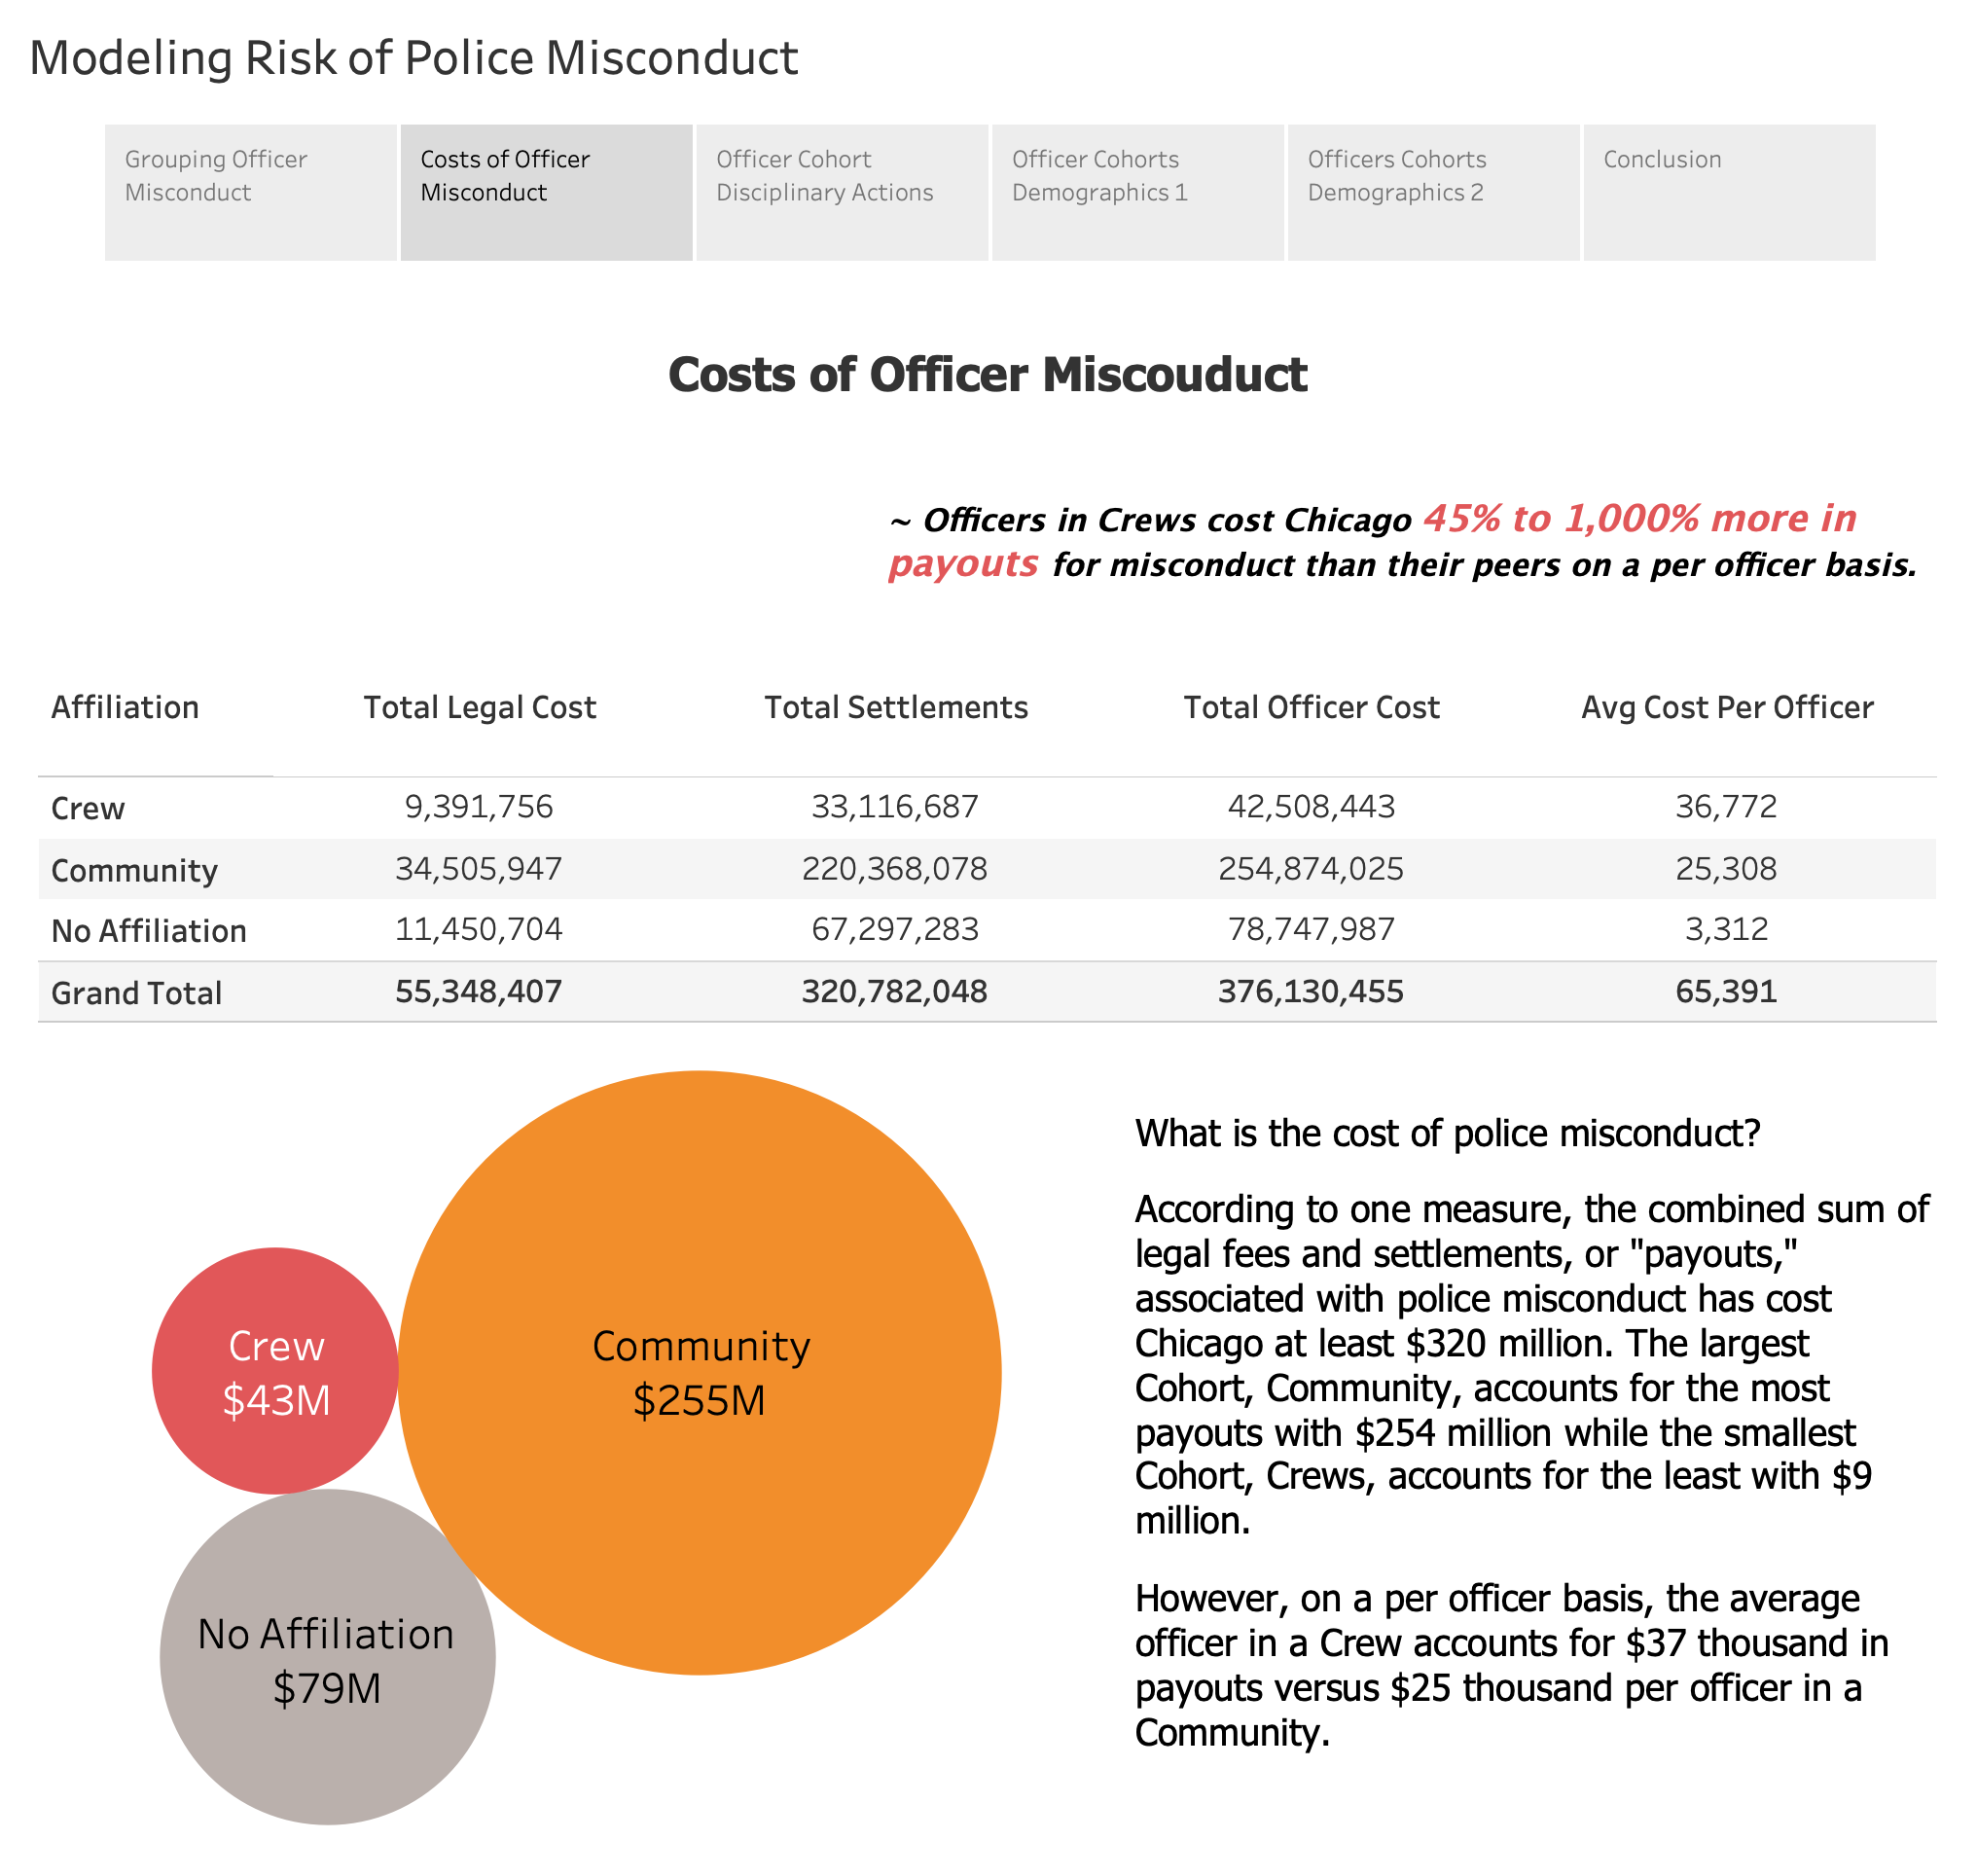 Modeling Risk of Police Misconduct
Grouping Officer
Misconduct
Costs of Officer
Misconduct
Officer Cohort
Disciplinary Actions
Officer Cohorts
Demographics 1
Officers Cohorts
Demographics 2
Conclusion
Costs of Officer Miscouduct
~ Officers in Crews cost Chicago 45% to 1,000% more in
payouts for misconduct than their peers on a per officer basis.
Affiliation Total Legal Cost Total Settlements Total Officer Cost Avg Cost Per Officer
Crew 9,391,756 33,116,687 42,508,443 36,772
Community 34,505,947 220,368,078 254,874,025 25,308
No Affiliation 11,450,704 67,297,283 78,747,987 3,312
Grand Total 55,348,407 320,782,048 376,130,455 65,391
Crew
$43M
Community
$255M
No Affiliation
$79M
What is the cost of police misconduct?
According to one measure, the combined sum of
legal fees and settlements, or "payouts,"
associated with police misconduct has cost
Chicago at least $320 million. The largest
Cohort, Community, accounts for the most
payouts with $254 million while the smallest
Cohort, Crews, accounts for the least with $9
million.
However, on a per officer basis, the average
officer in a Crew accounts for $37 thousand in
payouts versus $25 thousand per officer in a
Community.